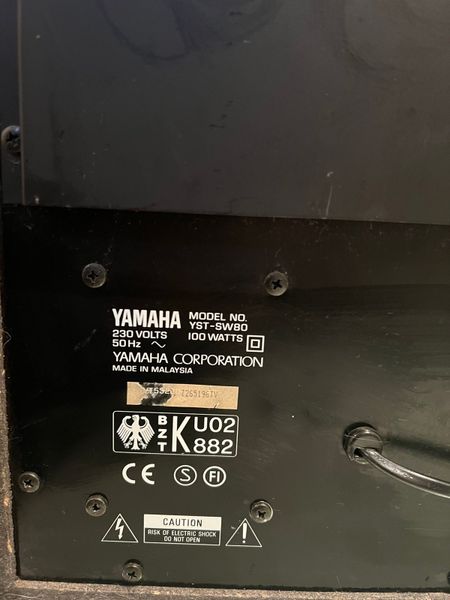 YAMAHA MODEL NO. YST-SW80
230 VOLTS 100 WATTS
50Hz
YAMAHA CORPORATION
MADE IN MALAYSIA
BZT K U02 882
CE S FI
CAUTION
RISK OF ELECTRIC SHOCK
DO NOT OPEN